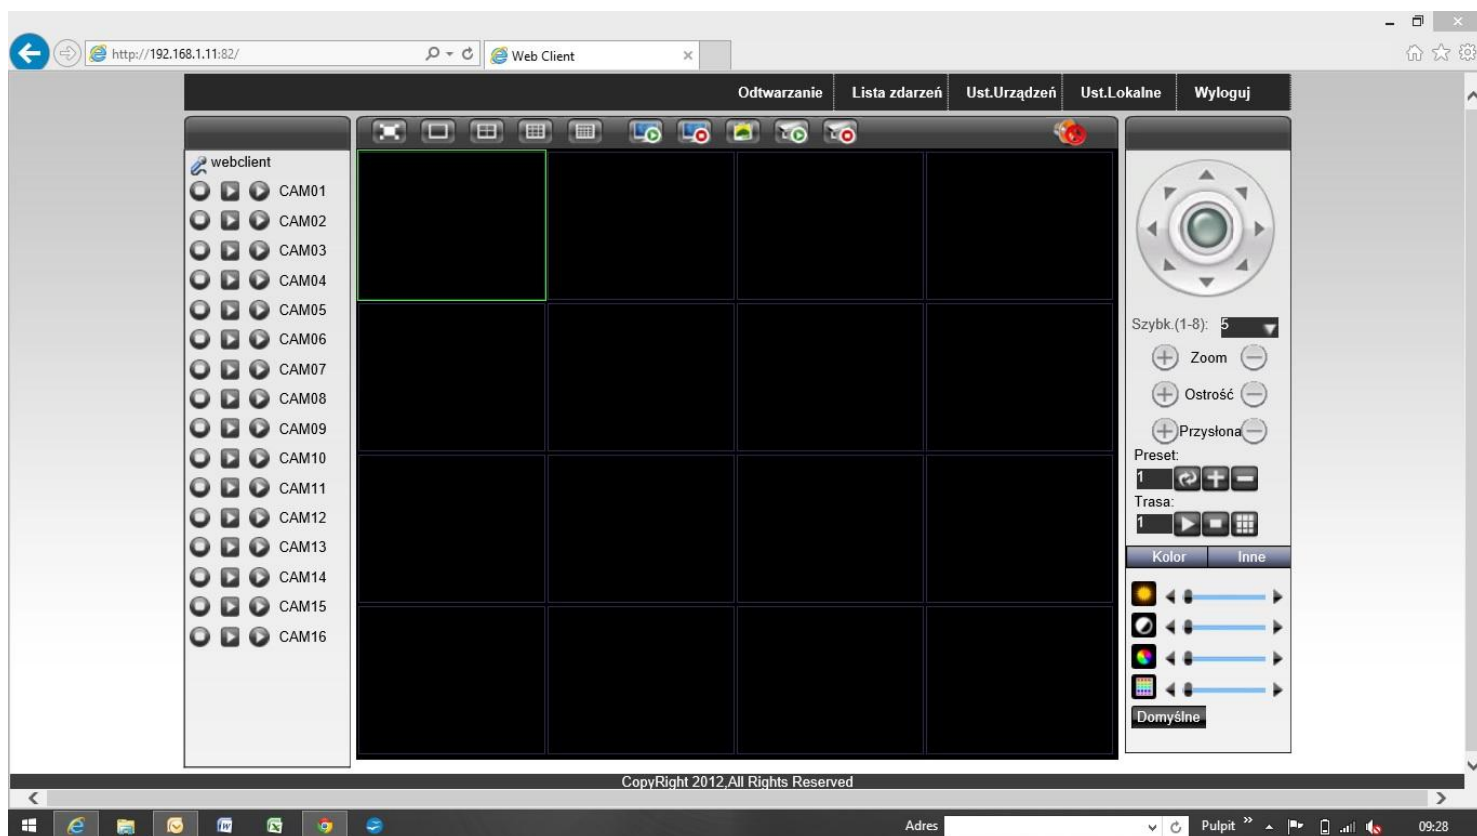 http://192.168.1.11:82/
Web Client
Odtwarzanie Lista zdarzeń Ust.Urządzeń Ust.Lokalne Wyloguj
webclient
CAM01
CAM02
CAM03
CAM04
CAM05
CAM06
CAM07
CAM08
CAM09
CAM10
CAM11
CAM12
CAM13
CAM14
CAM15
CAM16
Szybk.(1-8): 5
Zoom
Ostrość
Przysłona
Preset:
1
Trasa:
1
Kolor Inne
Domyślne
CopyRight 2012,All Rights Reserved
Adres Pulpit 09:28